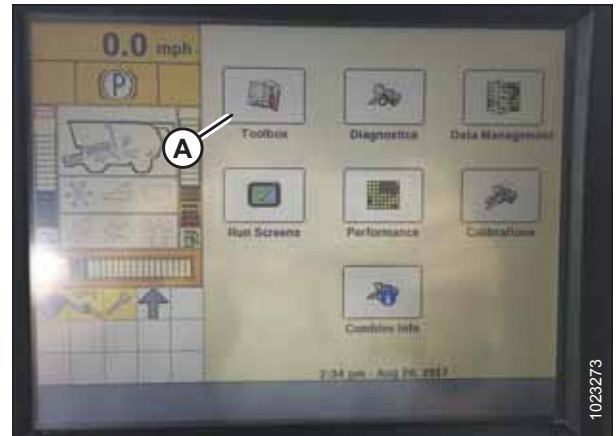 0.0 mph
(P)
A
Toolbox
Diagnostics
Data Management
Run Screens
Performance
Calibrations
Combine Info
2:34 pm - Aug 24, 2017
1023273